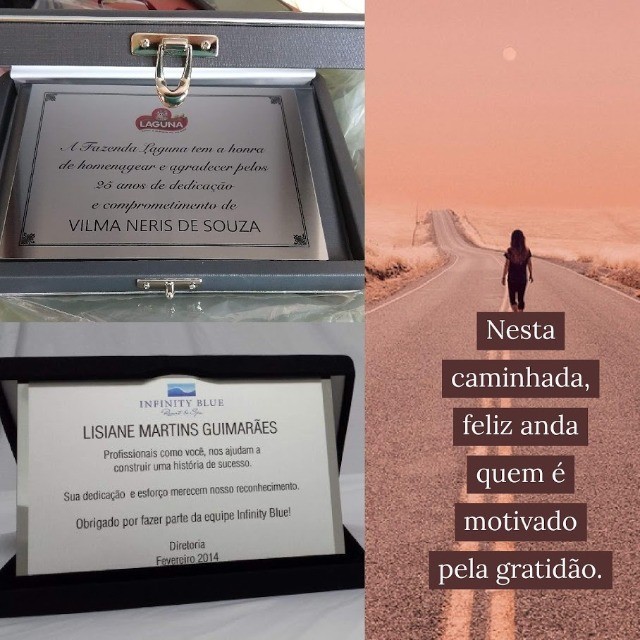 LAGUNA
A Fazenda Laguna tem a honra
de homenagear e agradecer pelos
25 anos de dedicação
e comprometimento de
VILMA NERIS DE SOUZA
INFINITY BLUE
Resort & Spa
LISIANE MARTINS GUIMARÃES
Profissionais como você, nos ajudam a
construir uma história de sucesso.
Sua dedicação e esforço merecem nosso reconhecimento.
Obrigado por fazer parte da equipe Infinity Blue!
Diretoria
Fevereiro 2014
Nesta
caminhada,
feliz anda
quem é
motivado
pela gratidão.